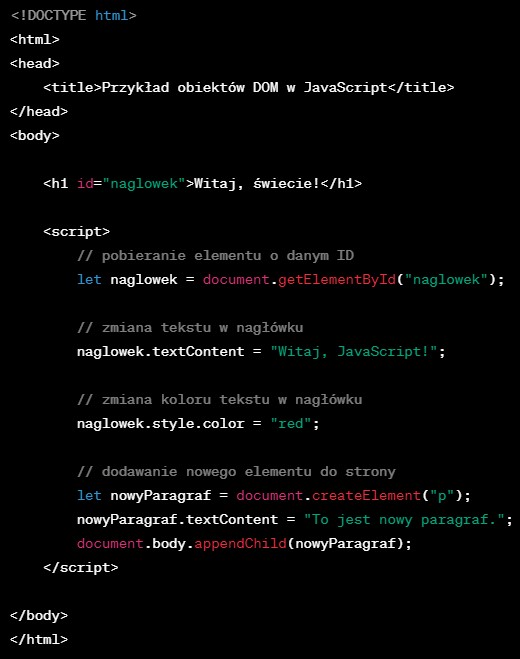 <!DOCTYPE html>
<html>
<head>
    <title>Przykład obiektów DOM w JavaScript</title>
</head>
<body>

    <h1 id="naglowek">Witaj, świecie!</h1>

    <script>
        // pobieranie elementu o danym ID
        let naglowek = document.getElementById("naglowek");

        // zmiana tekstu w nagłówku
        naglowek.textContent = "Witaj, JavaScript!";

        // zmiana koloru tekstu w nagłówku
        naglowek.style.color = "red";

        // dodawanie nowego elementu do strony
        let nowyParagraf = document.createElement("p");
        nowyParagraf.textContent = "To jest nowy paragraf.";
        document.body.appendChild(nowyParagraf);
    </script>

</body>
</html>